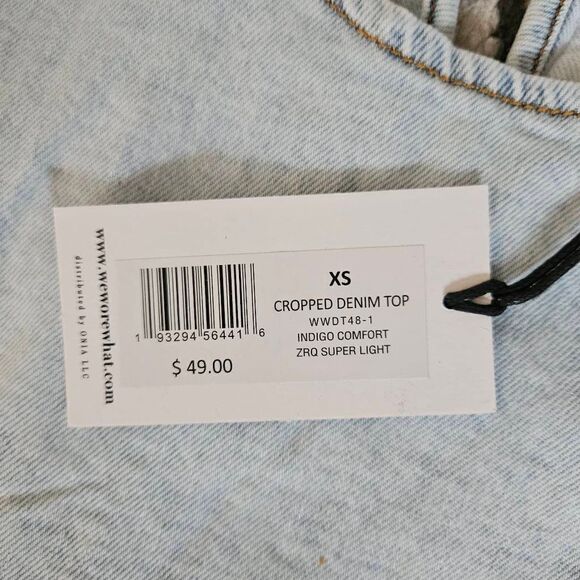 www.weworewhat.com
distributed by ONIA LLC
1 93294 56441 6
$ 49.00
XS
CROPPED DENIM TOP
WWDT48-1
INDIGO COMFORT
ZRQ SUPER LIGHT